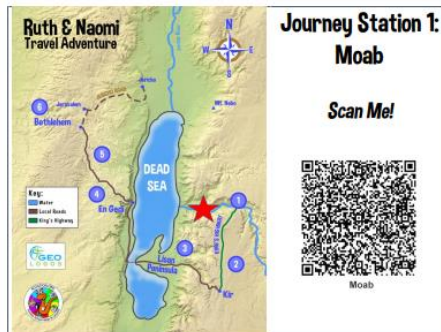 Ruth & Naomi
Travel Adventure
N
W
E
S
Jericho
Mt. Nebo
6
Jerusalem
Bethlehem
5
DEAD
SEA
Key:
Water
Local Roads
King's Highway
4
En Gedi
1
3
Lisan
Peninsula
2
Kir
GEO
LOGOS
Journey Station 1:
Moab
Scan Me!
Moab